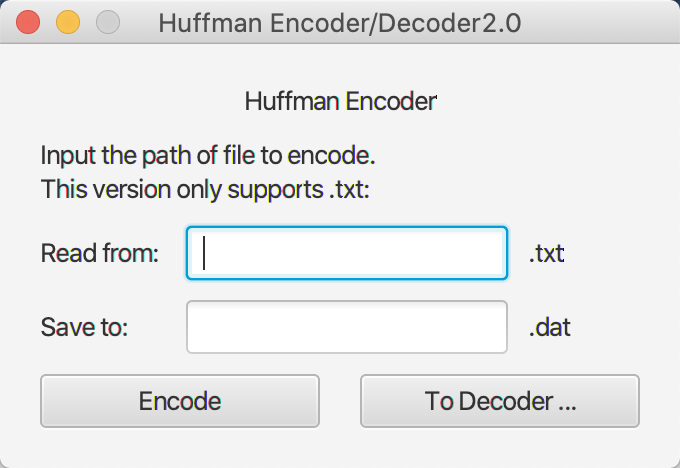 Huffman Encoder/Decoder2.0
Huffman Encoder
Input the path of file to encode.
This version only supports .txt:
Read from: .txt
Save to: .dat
Encode To Decoder ...